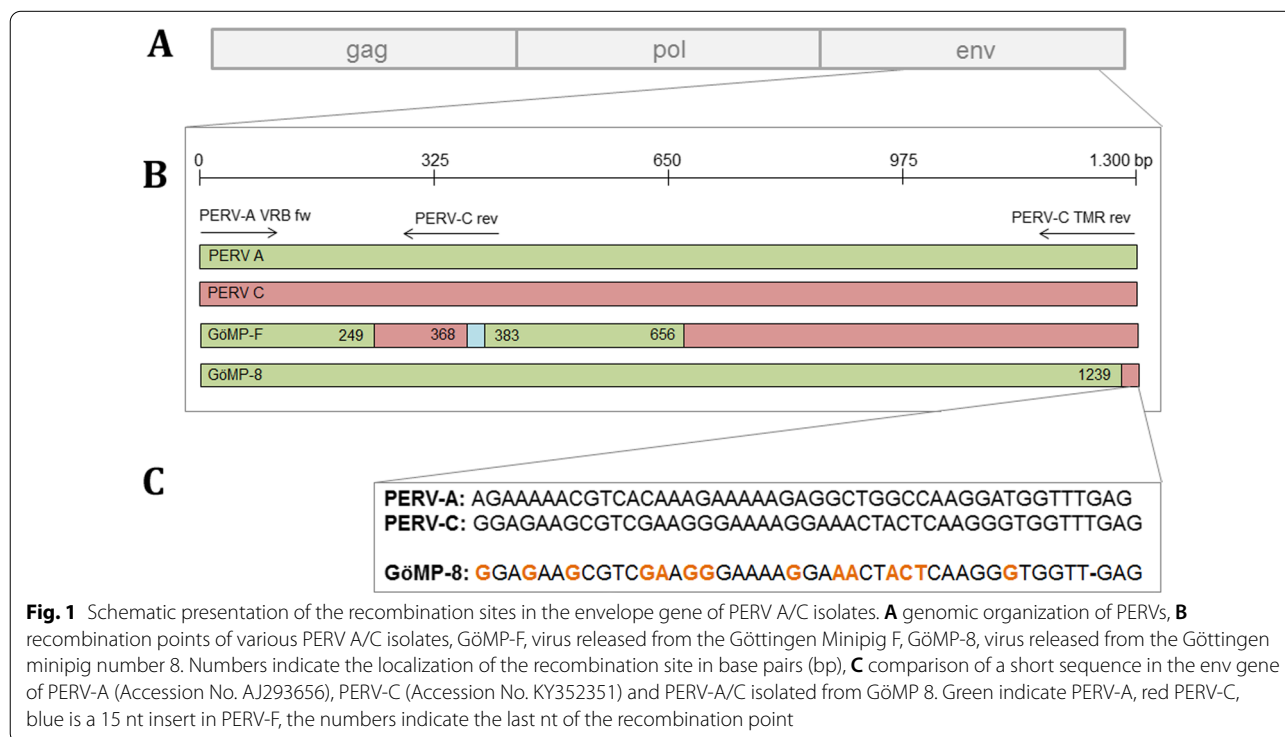 A
gag pol env
B
0 325 650 975 1.300 bp
PERV-A VRB fw PERV-C rev PERV-C TMR rev
PERV A
PERV C
GöMP-F 249 368 383 656
GöMP-8 1239
C
PERV-A: AGAAAAACGTCACAAAGAAAAAGAGGCTGGCCAAGGATGGTTTGAG
PERV-C: GGAGAAGCGTCGAAGGGAAAAGGAAACTACTCAAGGGTGGTTTGAG
GöMP-8: GGAGAAGCGTCGAAGGGAAAAGGAAACTACTCAAGGGTGGTT-GAG
Fig. 1 Schematic presentation of the recombination sites in the envelope gene of PERV A/C isolates. A genomic organization of PERVs, B
recombination points of various PERV A/C isolates, GöMP-F, virus released from the Göttingen Minipig F, GöMP-8, virus released from the Göttingen
minipig number 8. Numbers indicate the localization of the recombination site in base pairs (bp), C comparison of a short sequence in the env gene
of PERV-A (Accession No. AJ293656), PERV-C (Accession No. KY352351) and PERV-A/C isolated from GöMP 8. Green indicate PERV-A, red PERV-C,
blue is a 15 nt insert in PERV-F, the numbers indicate the last nt of the recombination point